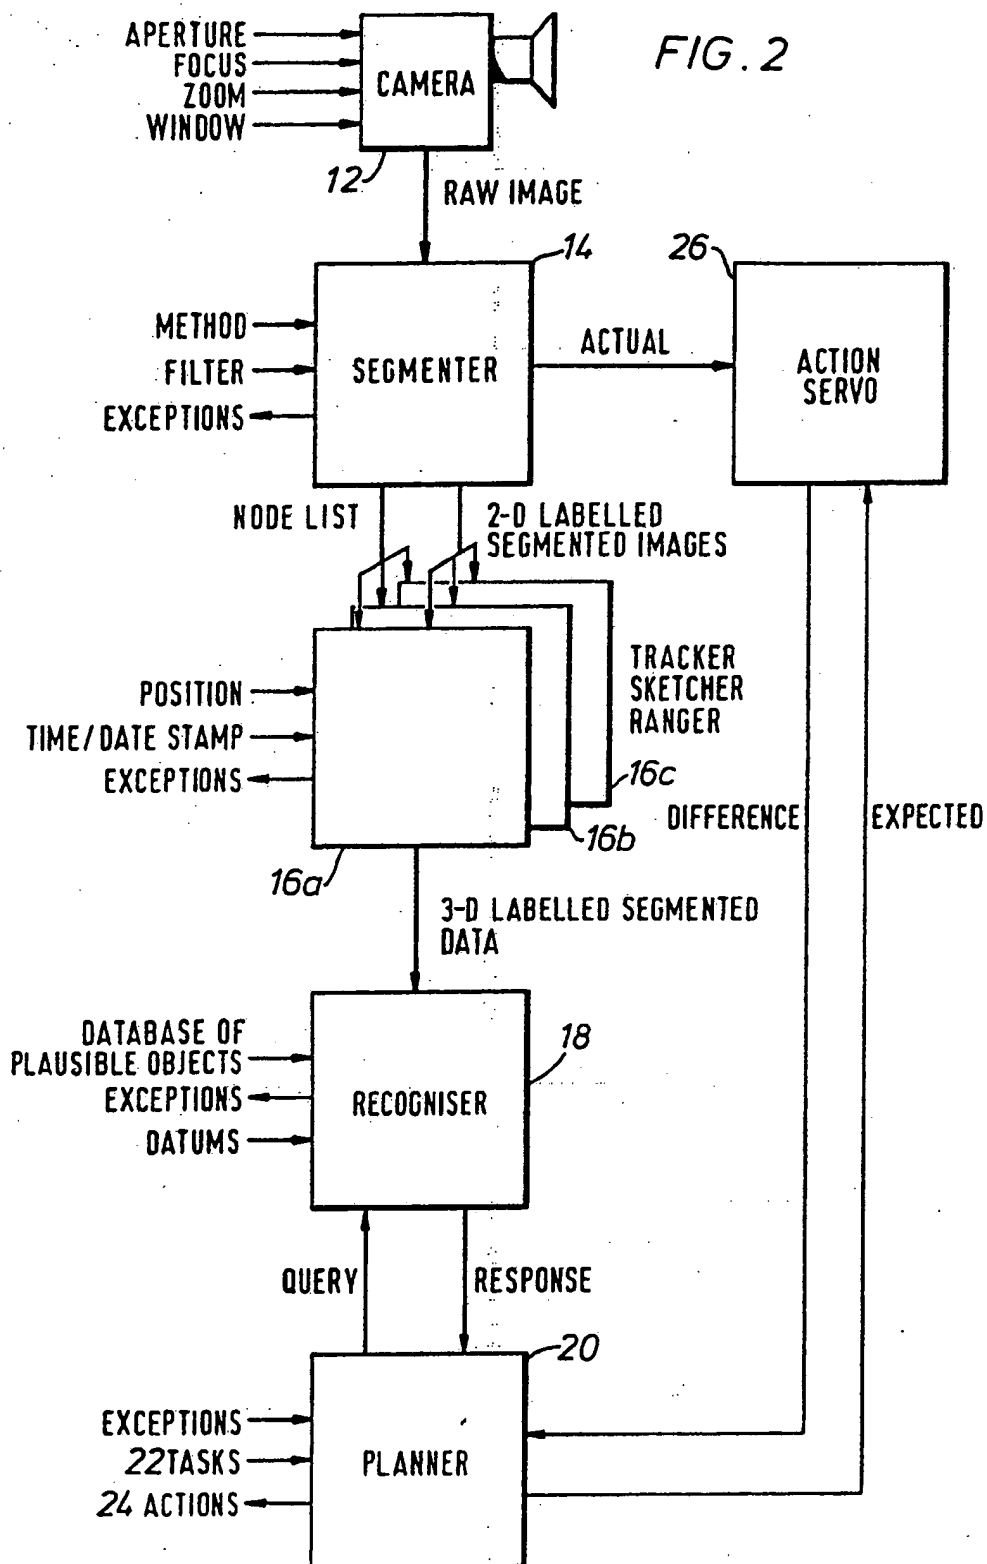 FIG. 2
APERTURE
FOCUS
ZOOM
WINDOW
CAMERA
12
RAW IMAGE
14
26
METHOD
FILTER
EXCEPTIONS
SEGMENTER
ACTUAL
ACTION
SERVO
NODE LIST
2-D LABELLED
SEGMENTED IMAGES
POSITION
TIME/DATE STAMP
EXCEPTIONS
TRACKER
SKETCHER
RANGER
16c
16b
16a
DIFFERENCE
EXPECTED
3-D LABELLED SEGMENTED
DATA
DATABASE OF
PLAUSIBLE OBJECTS
EXCEPTIONS
DATUMS
RECOGNISER
18
QUERY
RESPONSE
20
EXCEPTIONS
22 TASKS
24 ACTIONS
PLANNER